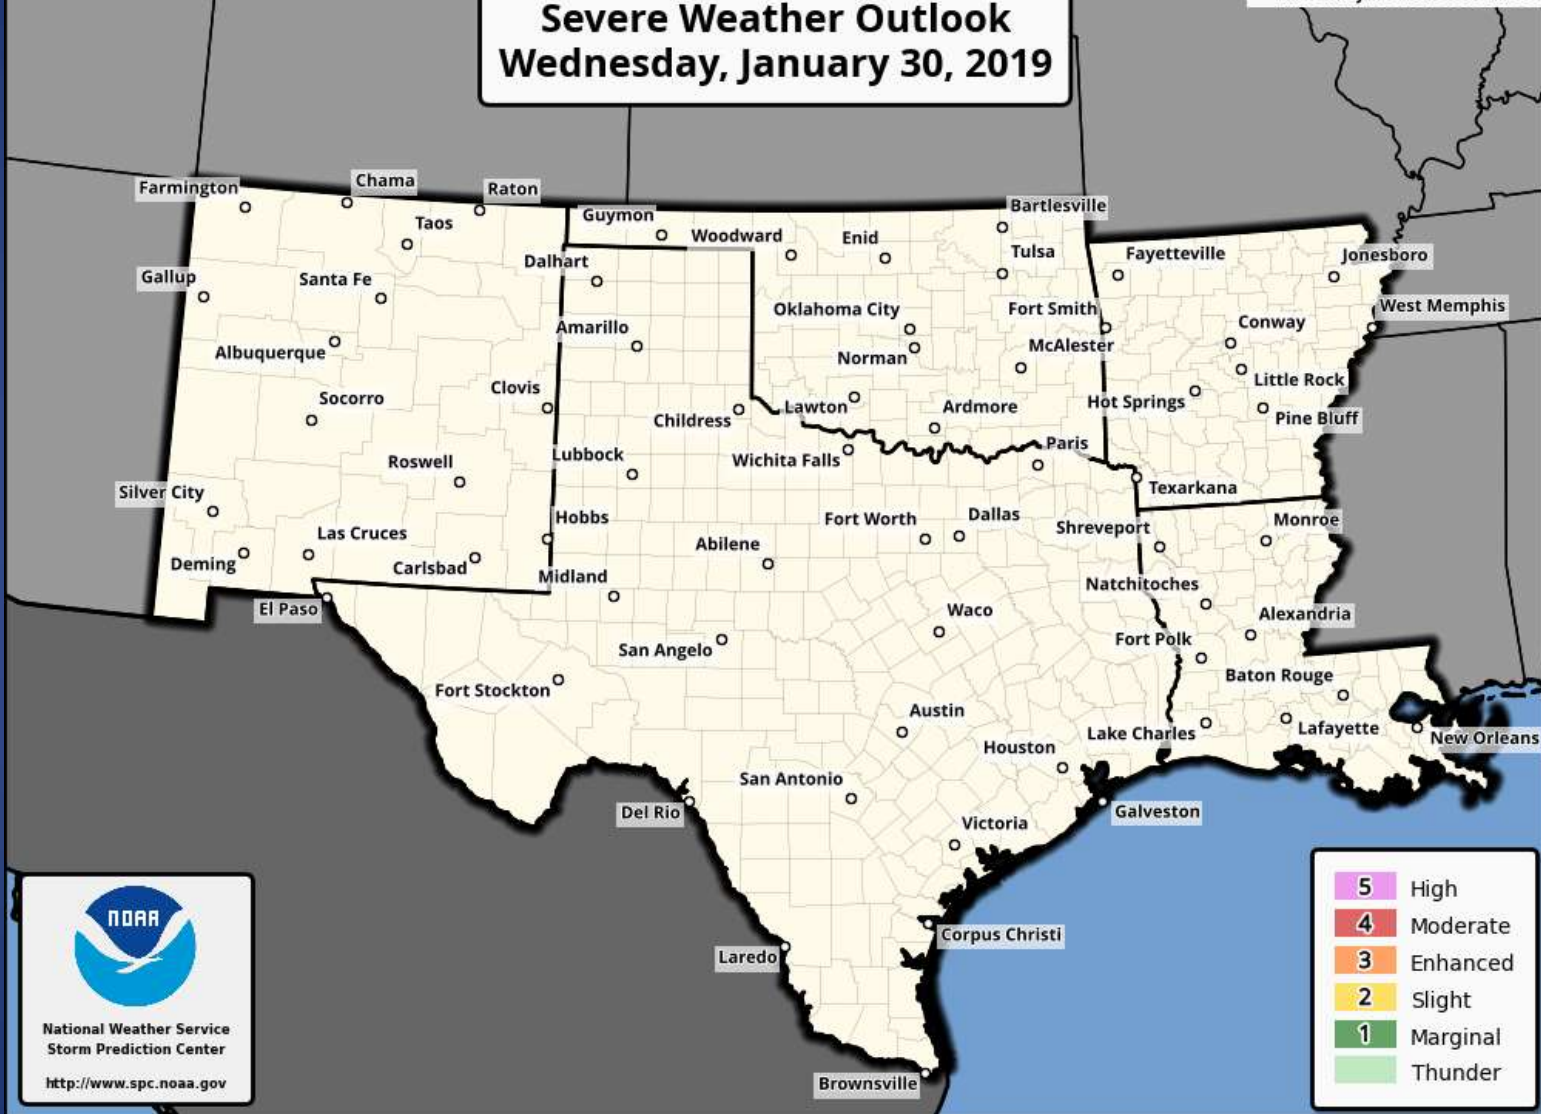 Severe Weather Outlook
Wednesday, January 30, 2019
Farmington
Chama
Raton
Taos
Guymon
Woodward
Enid
Bartlesville
Tulsa
Fayetteville
Jonesboro
Gallup
Santa Fe
Dalhart
Oklahoma City
Fort Smith
West Memphis
Albuquerque
Amarillo
Norman
McAlester
Conway
Little Rock
Socorro
Clovis
Childress
Lawton
Ardmore
Hot Springs
Pine Bluff
Roswell
Lubbock
Wichita Falls
Paris
Texarkana
Silver City
Las Cruces
Hobbs
Fort Worth
Dallas
Shreveport
Monroe
Deming
Carlsbad
Midland
Abilene
Natchitoches
El Paso
Waco
Alexandria
San Angelo
Fort Polk
Fort Stockton
Baton Rouge
Austin
Houston
Lake Charles
Lafayette
New Orleans
San Antonio
Del Rio
Galveston
Victoria
Corpus Christi
Laredo
Brownsville
NOAA
National Weather Service
Storm Prediction Center
http://www.spc.noaa.gov
5 High
4 Moderate
3 Enhanced
2 Slight
1 Marginal
Thunder